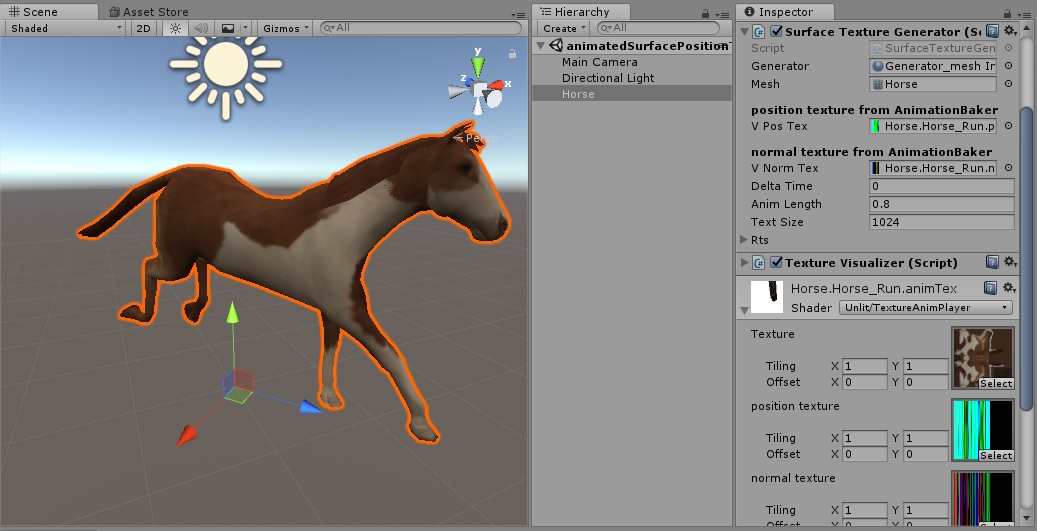 Scene
Asset Store
Shaded
2D
Gizmos
All
y
x
z
Pe
Hierarchy
Create
All
animatedSurfacePosition
Main Camera
Directional Light
Horse
Inspector
Surface Texture Generator (Sc
Script
SurfaceTextureGen
Generator
Generator_mesh In
Mesh
Horse
position texture from AnimationBaker
V Pos Tex
Horse.Horse_Run.p
normal texture from AnimationBaker
V Norm Tex
Horse.Horse_Run.n
Delta Time
0
Anim Length
0.8
Text Size
1024
Rts
Texture Visualizer (Script)
Horse.Horse_Run.animTex
Shader
Unlit/TextureAnimPlayer
Texture
Tiling X 1 Y 1
Offset X 0 Y 0
Select
position texture
Tiling X 1 Y 1
Offset X 0 Y 0
Select
normal texture
Tiling X 1 Y 1
Offset X 0 Y 0
Select